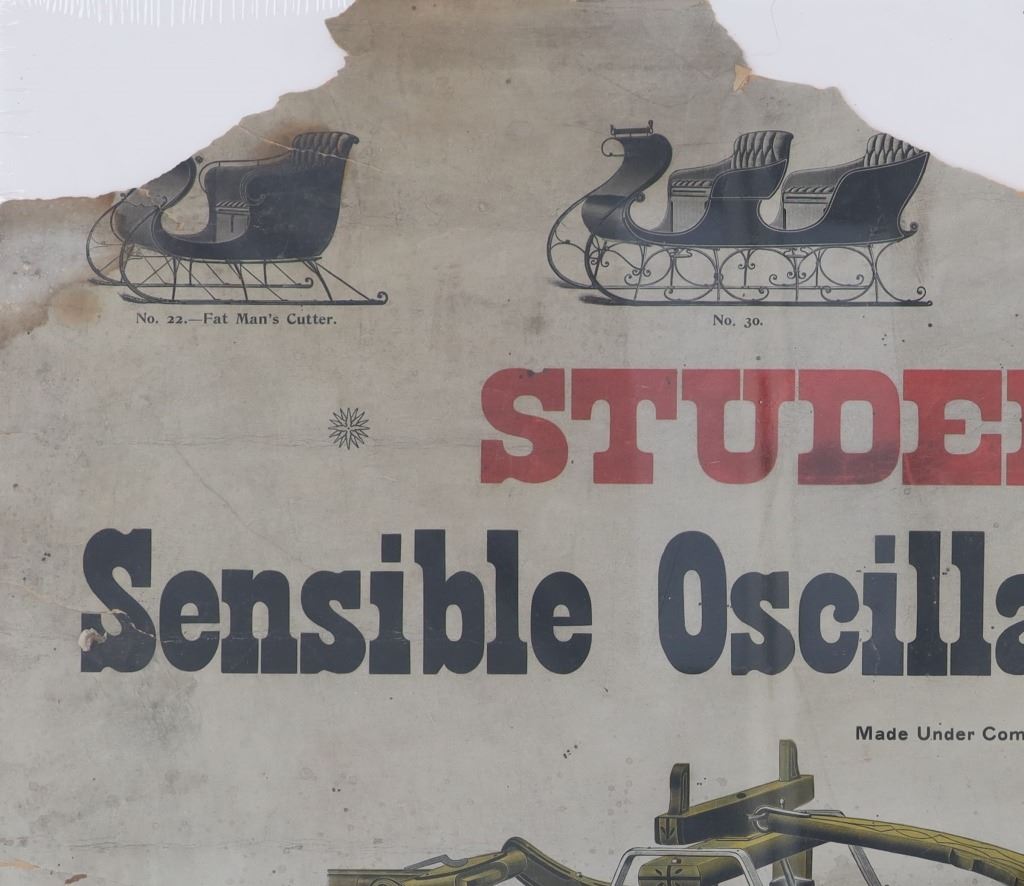 No. 22.—Fat Man's Cutter.
No. 30.
STUDE
Sensible Oscilla
Made Under Com